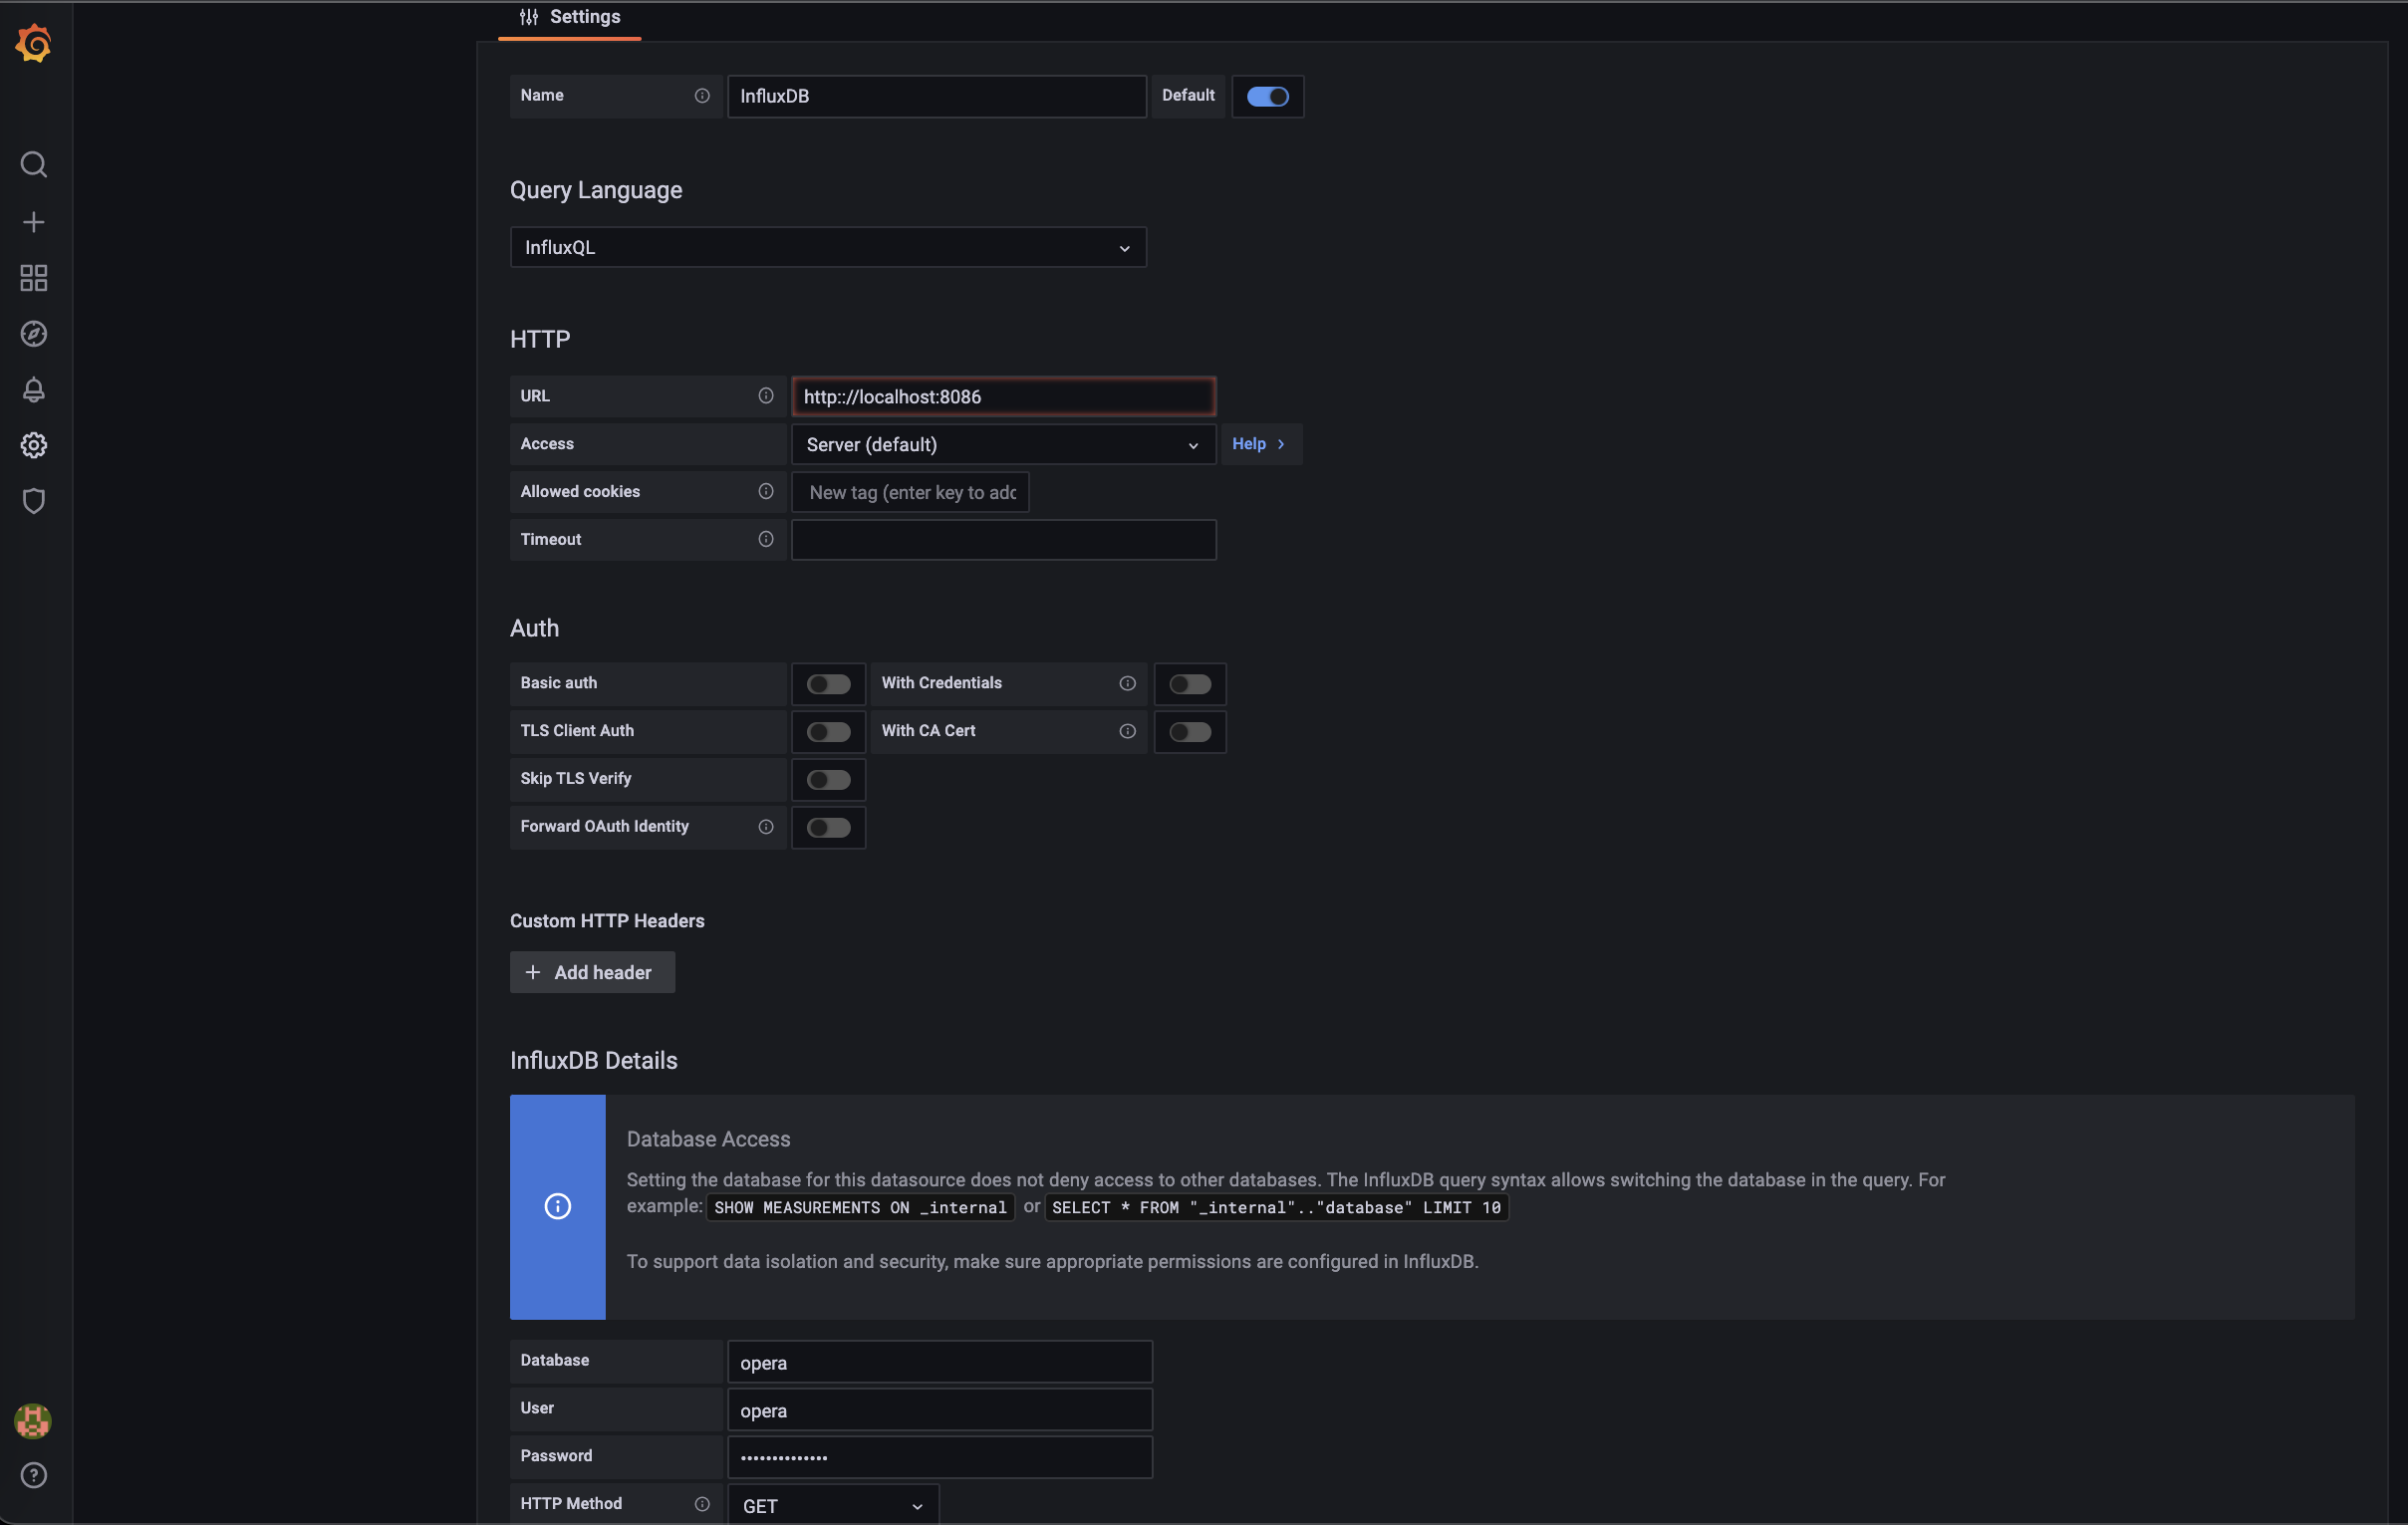 Settings
Name InfluxDB Default
Query Language
InfluxQL
HTTP
URL http:://localhost:8086
Access Server (default) Help >
Allowed cookies New tag (enter key to add
Timeout
Auth
Basic auth With Credentials
TLS Client Auth With CA Cert
Skip TLS Verify
Forward OAuth Identity
Custom HTTP Headers
+ Add header
InfluxDB Details
Database Access
Setting the database for this datasource does not deny access to other databases. The InfluxDB query syntax allows switching the database in the query. For
example: SHOW MEASUREMENTS ON _internal or SELECT * FROM "_internal".."database" LIMIT 10
To support data isolation and security, make sure appropriate permissions are configured in InfluxDB.
Database opera
User opera
Password ••••••••••••••
HTTP Method GET